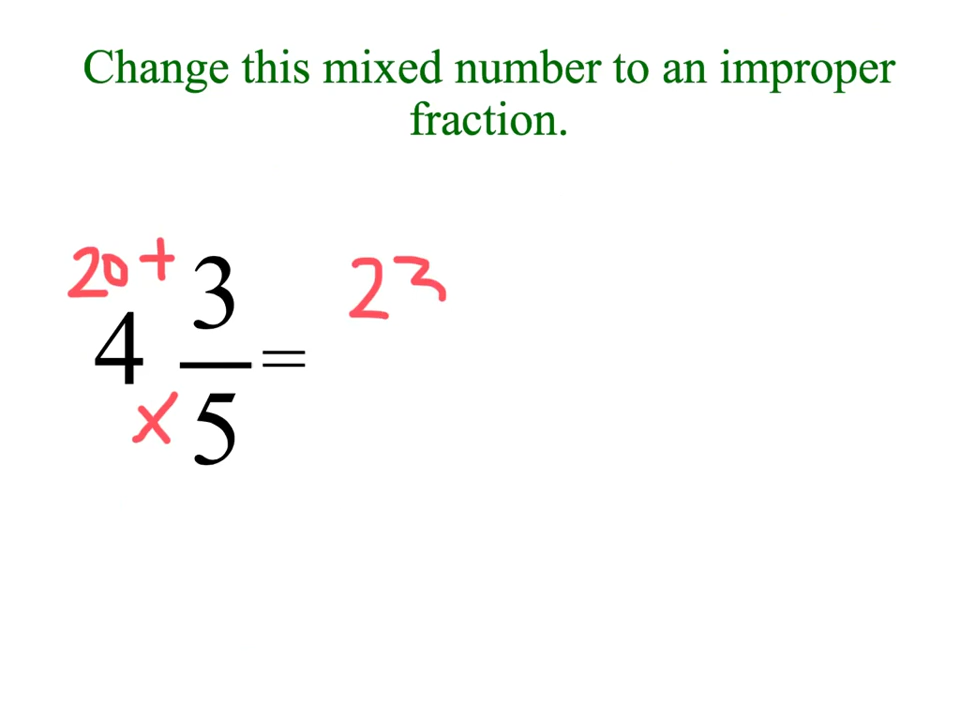 Change this mixed number to an improper
fraction.
20 + 3 23
4 =
x 5